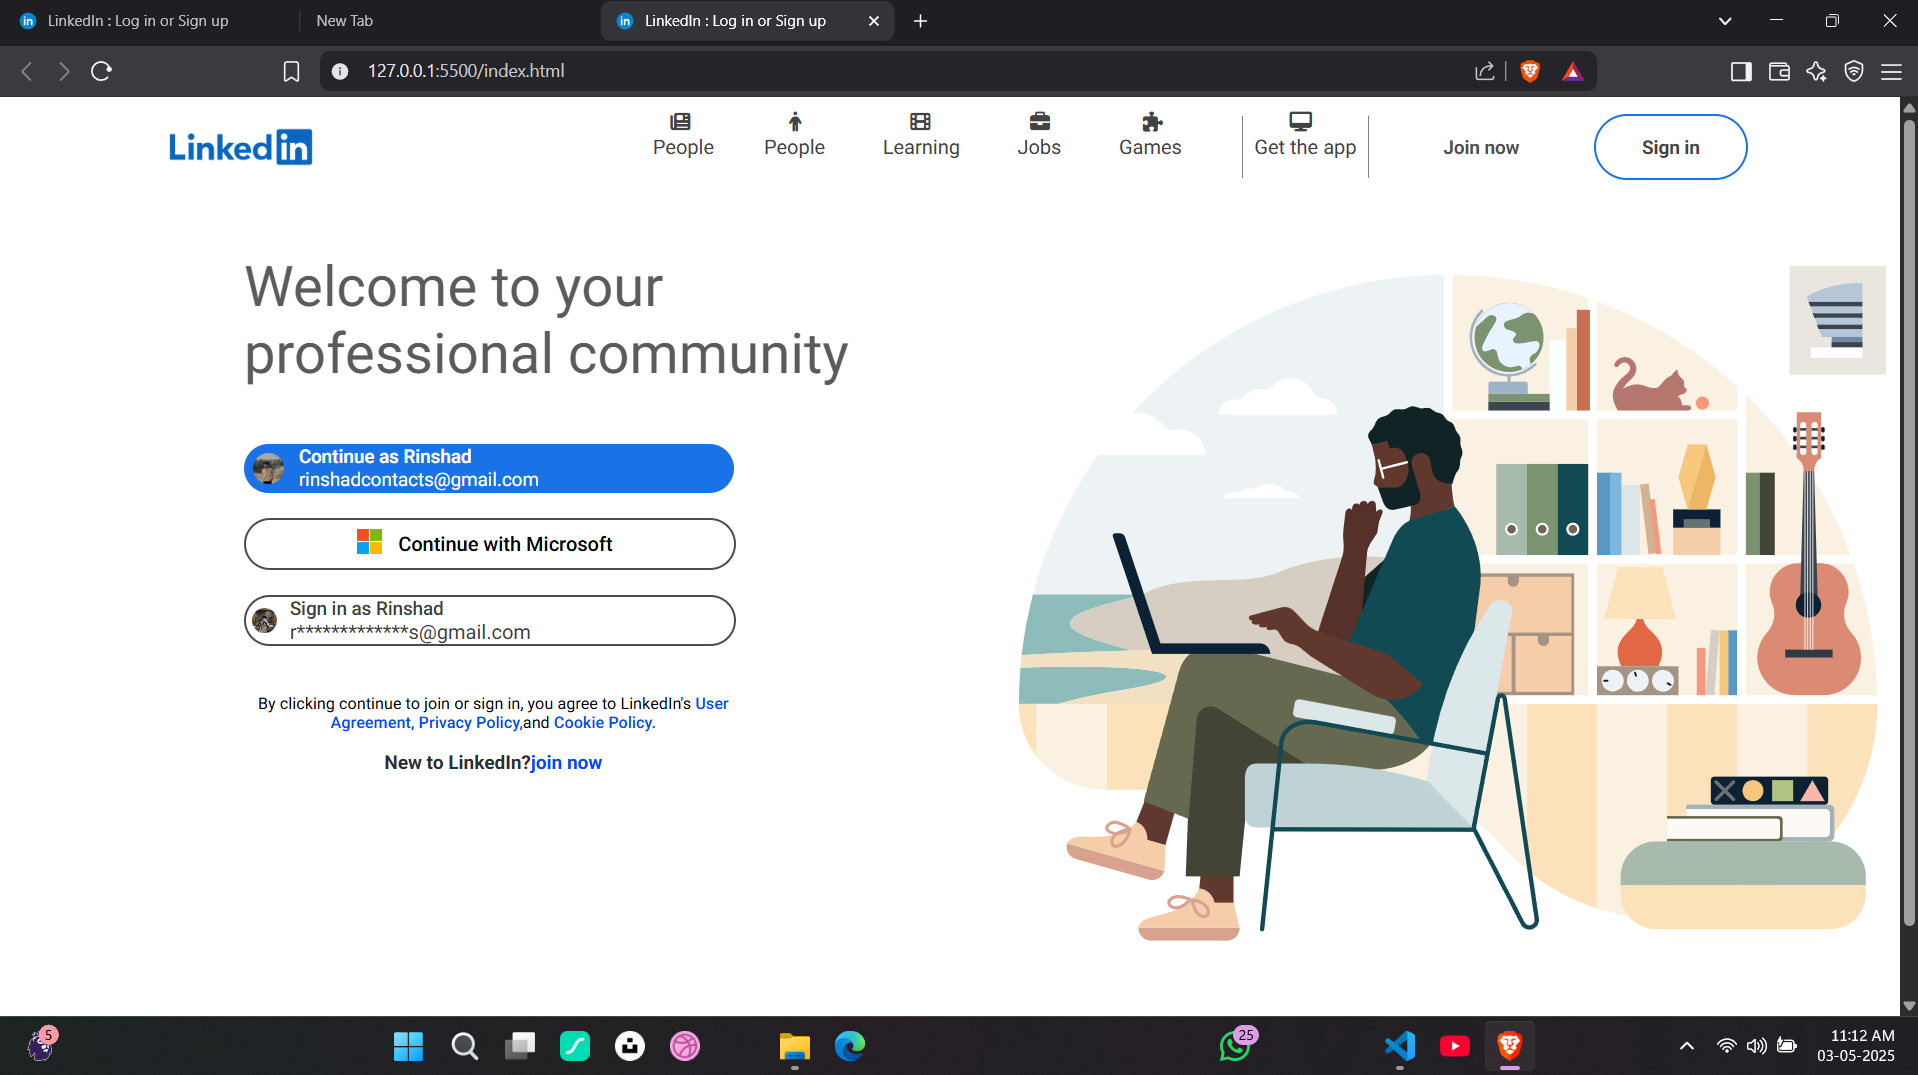 LinkedIn : Log in or Sign up
New Tab
LinkedIn : Log in or Sign up
127.0.0.1:5500/index.html
Linked in
People
People
Learning
Jobs
Games
Get the app
Join now
Sign in
Welcome to your
professional community
Continue as Rinshad
rinshadcontacts@gmail.com
Continue with Microsoft
Sign in as Rinshad
r*************s@gmail.com
By clicking continue to join or sign in, you agree to LinkedIn's User
Agreement, Privacy Policy,and Cookie Policy.
New to LinkedIn?join now
5
25
11:12 AM
03-05-2025